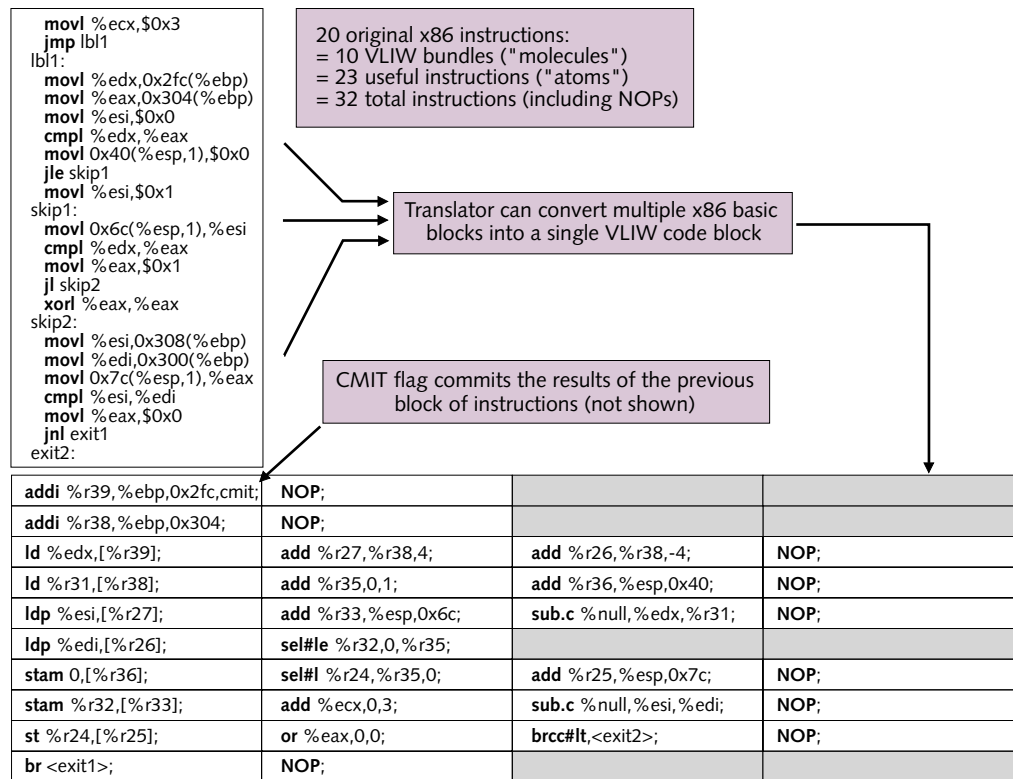 movl %ecx,$0x3
jmp lbl1
lbl1:
movl %edx,0x2fc(%ebp)
movl %eax,0x304(%ebp)
movl %esi,$0x0
cmpl %edx,%eax
movl 0x40(%esp,1),$0x0
jle skip1
movl %esi,$0x1
skip1:
movl 0x6c(%esp,1),%esi
cmpl %edx,%eax
movl %eax,$0x1
jl skip2
xorl %eax,%eax
skip2:
movl %esi,0x308(%ebp)
movl %edi,0x300(%ebp)
movl 0x7c(%esp,1),%eax
cmpl %esi,%edi
movl %eax,$0x0
jnl exit1
exit2:
20 original x86 instructions:
= 10 VLIW bundles ("molecules")
= 23 useful instructions ("atoms")
= 32 total instructions (including NOPs)
Translator can convert multiple x86 basic
blocks into a single VLIW code block
CMIT flag commits the results of the previous
block of instructions (not shown)
addi %r39,%ebp,0x2fc,cmit; NOP;
addi %r38,%ebp,0x304; NOP;
ld %edx,[%r39]; add %r27,%r38,4; add %r26,%r38,-4; NOP;
ld %r31,[%r38]; add %r35,0,1; add %r36,%esp,0x40; NOP;
ldp %esi,[%r27]; add %r33,%esp,0x6c; sub.c %null,%edx,%r31; NOP;
ldp %edi,[%r26]; sel#le %r32,0,%r35;
stam 0,[%r36]; sel#l %r24,%r35,0; add %r25,%esp,0x7c; NOP;
stam %r32,[%r33]; add %ecx,0,3; sub.c %null,%esi,%edi; NOP;
st %r24,[%r25]; or %eax,0,0; brcc#lt,<exit2>; NOP;
br <exit1>; NOP;